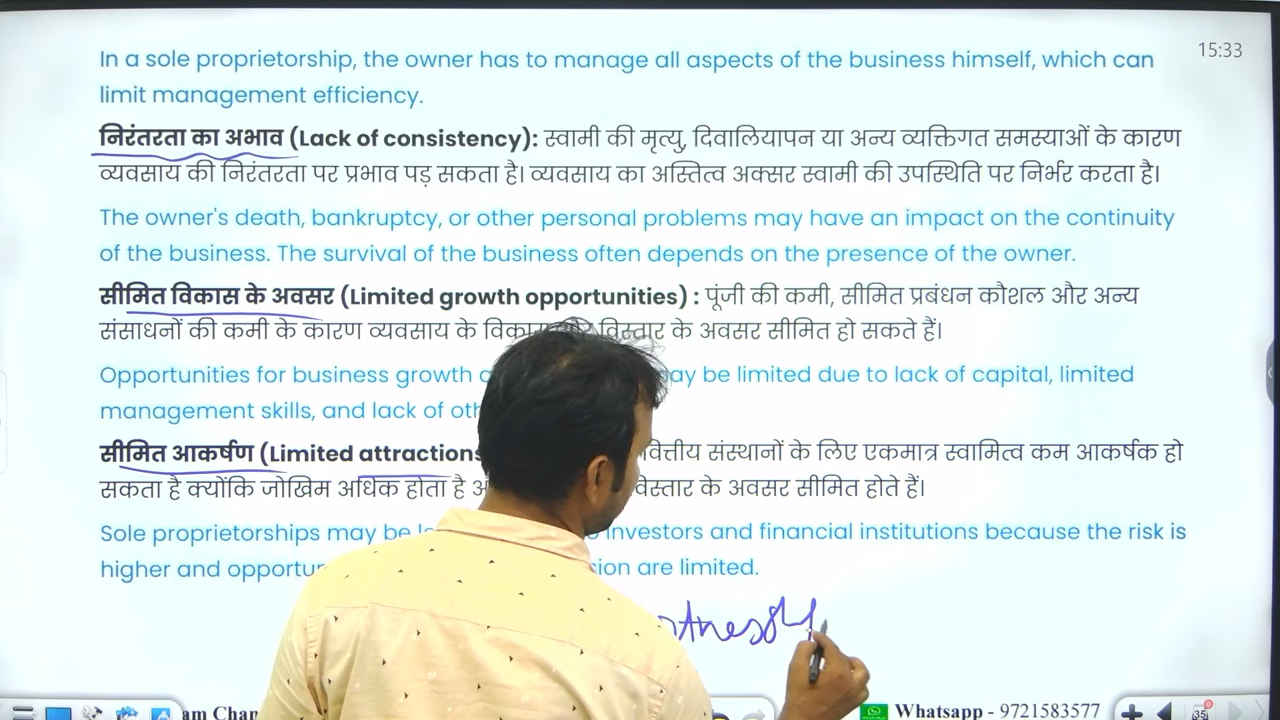 15:33
In a sole proprietorship, the owner has to manage all aspects of the business himself, which can
limit management efficiency.
निरंतरता का अभाव (Lack of consistency): स्वामी की मृत्यु, दिवालियापन या अन्य व्यक्तिगत समस्याओं के कारण
व्यवसाय की निरंतरता पर प्रभाव पड़ सकता है। व्यवसाय का अस्तित्व अक्सर स्वामी की उपस्थिति पर निर्भर करता है।
The owner's death, bankruptcy, or other personal problems may have an impact on the continuity
of the business. The survival of the business often depends on the presence of the owner.
सीमित विकास के अवसर (Limited growth opportunities) : पूंजी की कमी, सीमित प्रबंधन कौशल और अन्य
संसाधनों की कमी के कारण व्यवसाय के विस्तार के अवसर सीमित हो सकते हैं।
Opportunities for business growth may be limited due to lack of capital, limited
management skills, and lack of
सीमित आकर्षण (Limited attractions वित्तीय संस्थानों के लिए एकमात्र स्वामित्व कम आकर्षक हो
सकता है क्योंकि जोखिम अधिक होता है विस्तार के अवसर सीमित होते हैं।
Sole proprietorships may be investors and financial institutions because the risk is
higher and are limited.
Whatsapp - 9721583577
35